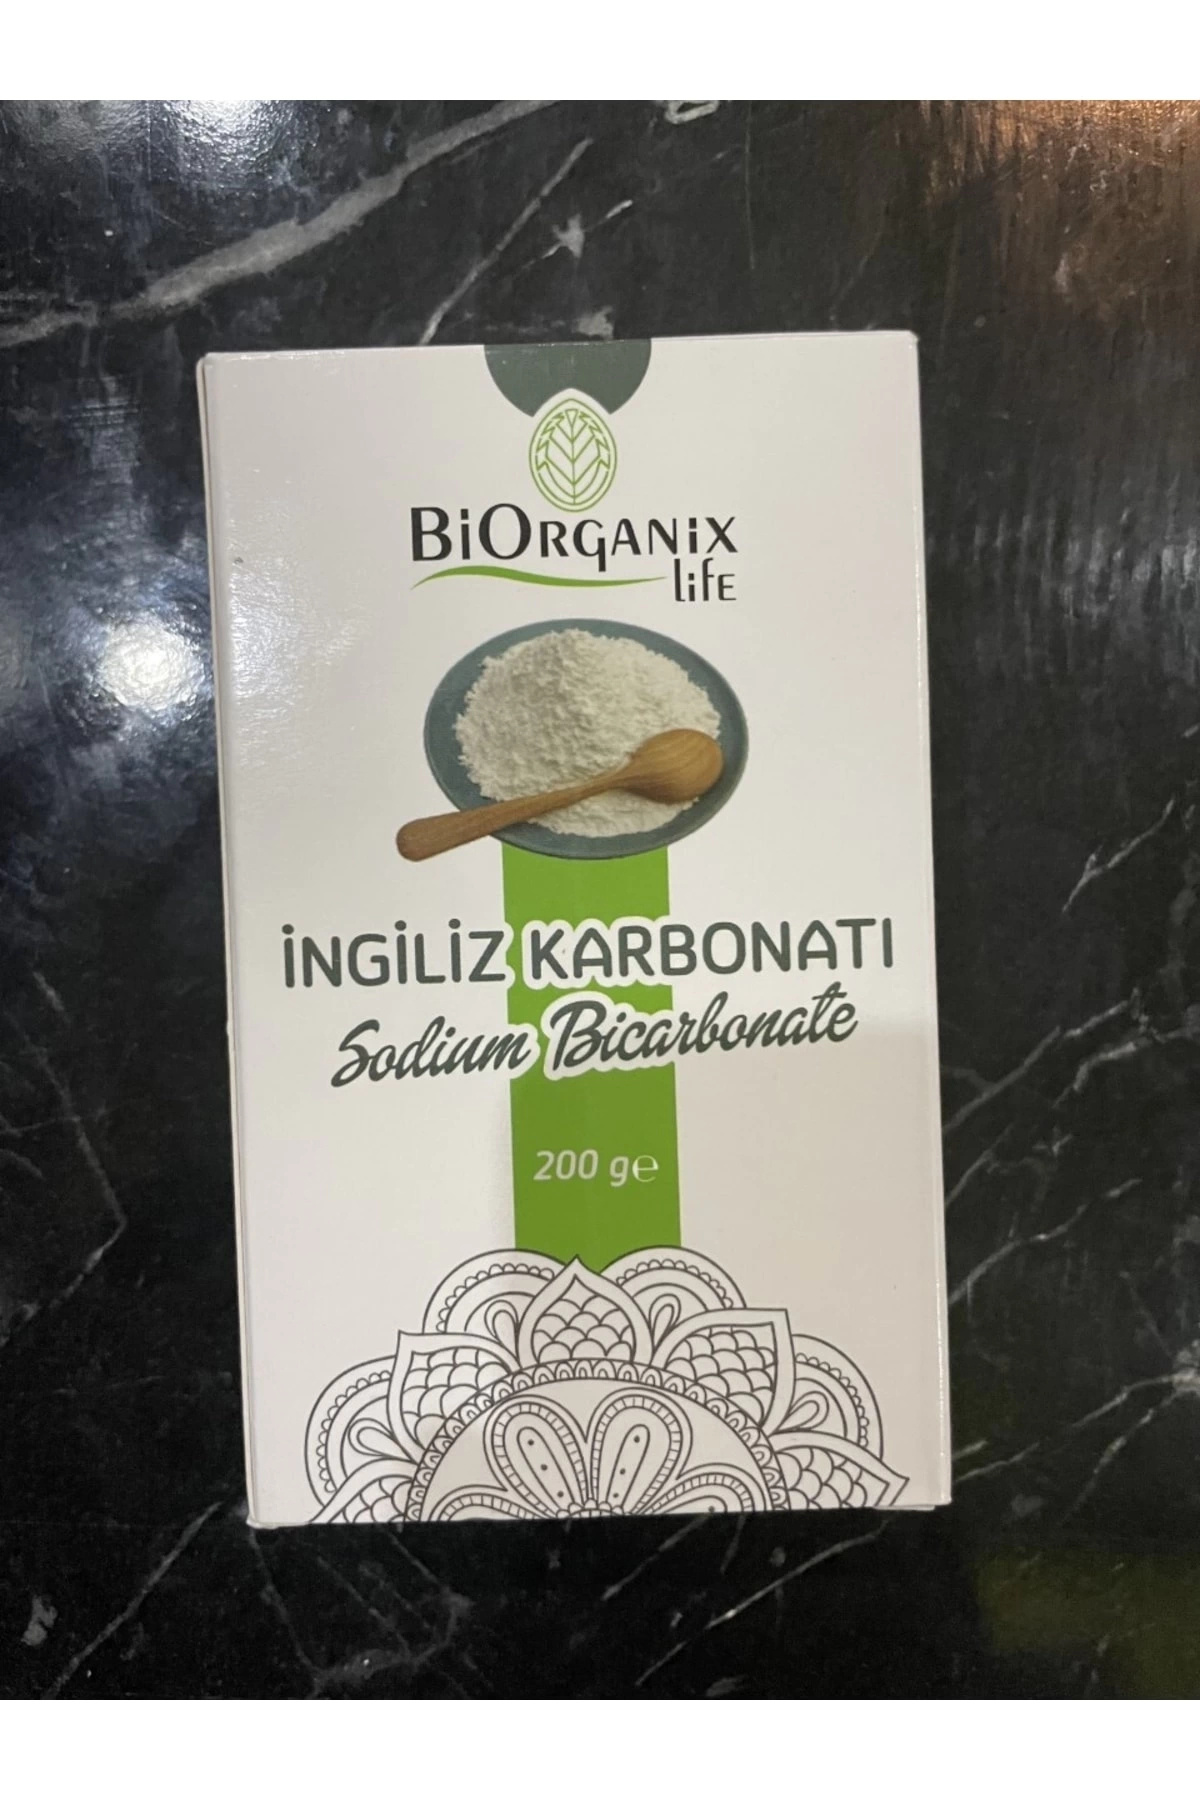 BiORGANiX
LifE
İNGİLİZ KARBONATI
Sodium Bicarbonate
200 g℮